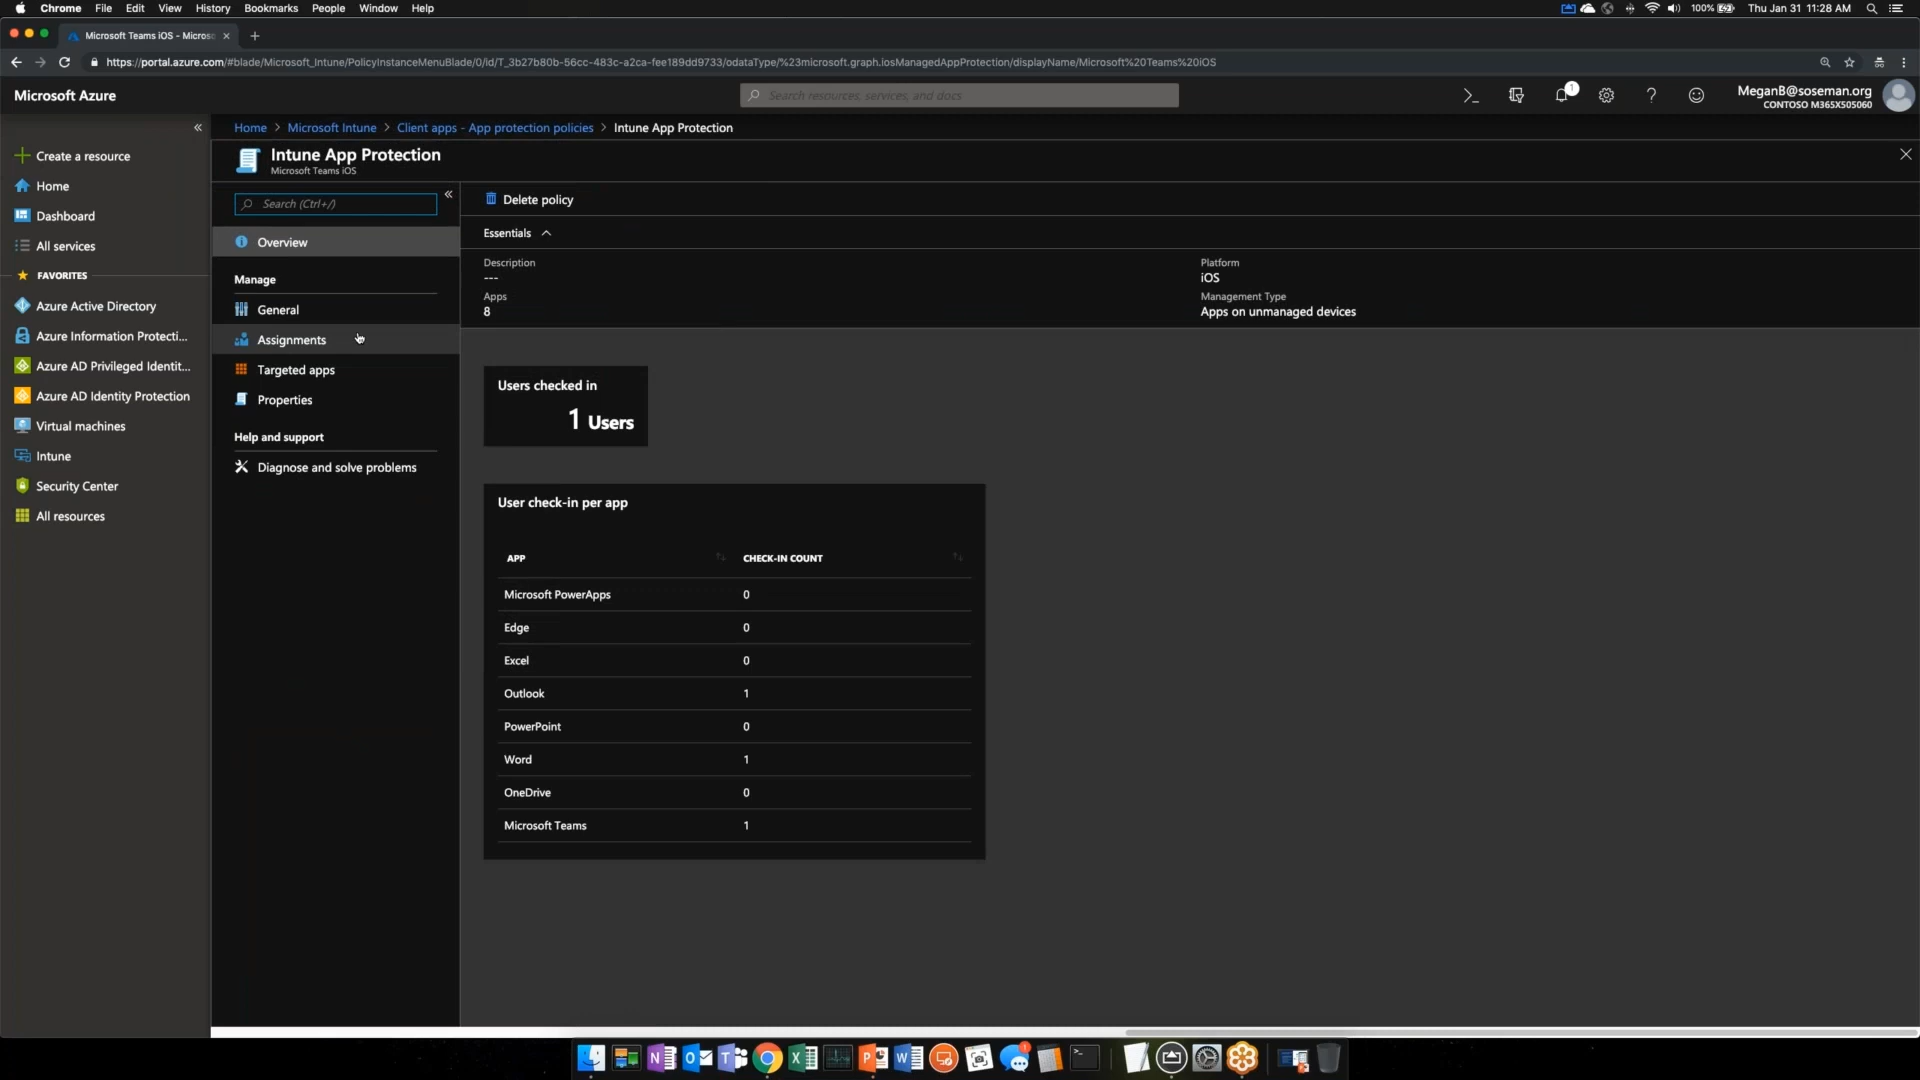 Chrome File Edit View History Bookmarks People Window Help 100% Thu Jan 31 11:28 AM
Microsoft Teams iOS - Microso
https://portal.azure.com/#blade/Microsoft_Intune/PolicyInstanceMenuBlade/0/id/T_3b27b80b-56cc-483c-a2ca-fee189dd9733/odataType/%23microsoft.graph.iosManagedAppProtection/displayName/Microsoft%20Teams%20iOS
Microsoft Azure
Search resources, services, and docs
1
MeganB@soseman.org
CONTOSO M365X505060
Create a resource
Home
Dashboard
All services
FAVORITES
Azure Active Directory
Azure Information Protecti...
Azure AD Privileged Identit...
Azure AD Identity Protection
Virtual machines
Intune
Security Center
All resources
Home > Microsoft Intune > Client apps - App protection policies > Intune App Protection
Intune App Protection
Microsoft Teams iOS
Search (Ctrl+/)
Overview
Manage
General
Assignments
Targeted apps
Properties
Help and support
Diagnose and solve problems
Delete policy
Essentials
Description
---
Apps
8
Platform
iOS
Management Type
Apps on unmanaged devices
Users checked in
1 Users
User check-in per app
APP CHECK-IN COUNT
Microsoft PowerApps 0
Edge 0
Excel 0
Outlook 1
PowerPoint 0
Word 1
OneDrive 0
Microsoft Teams 1